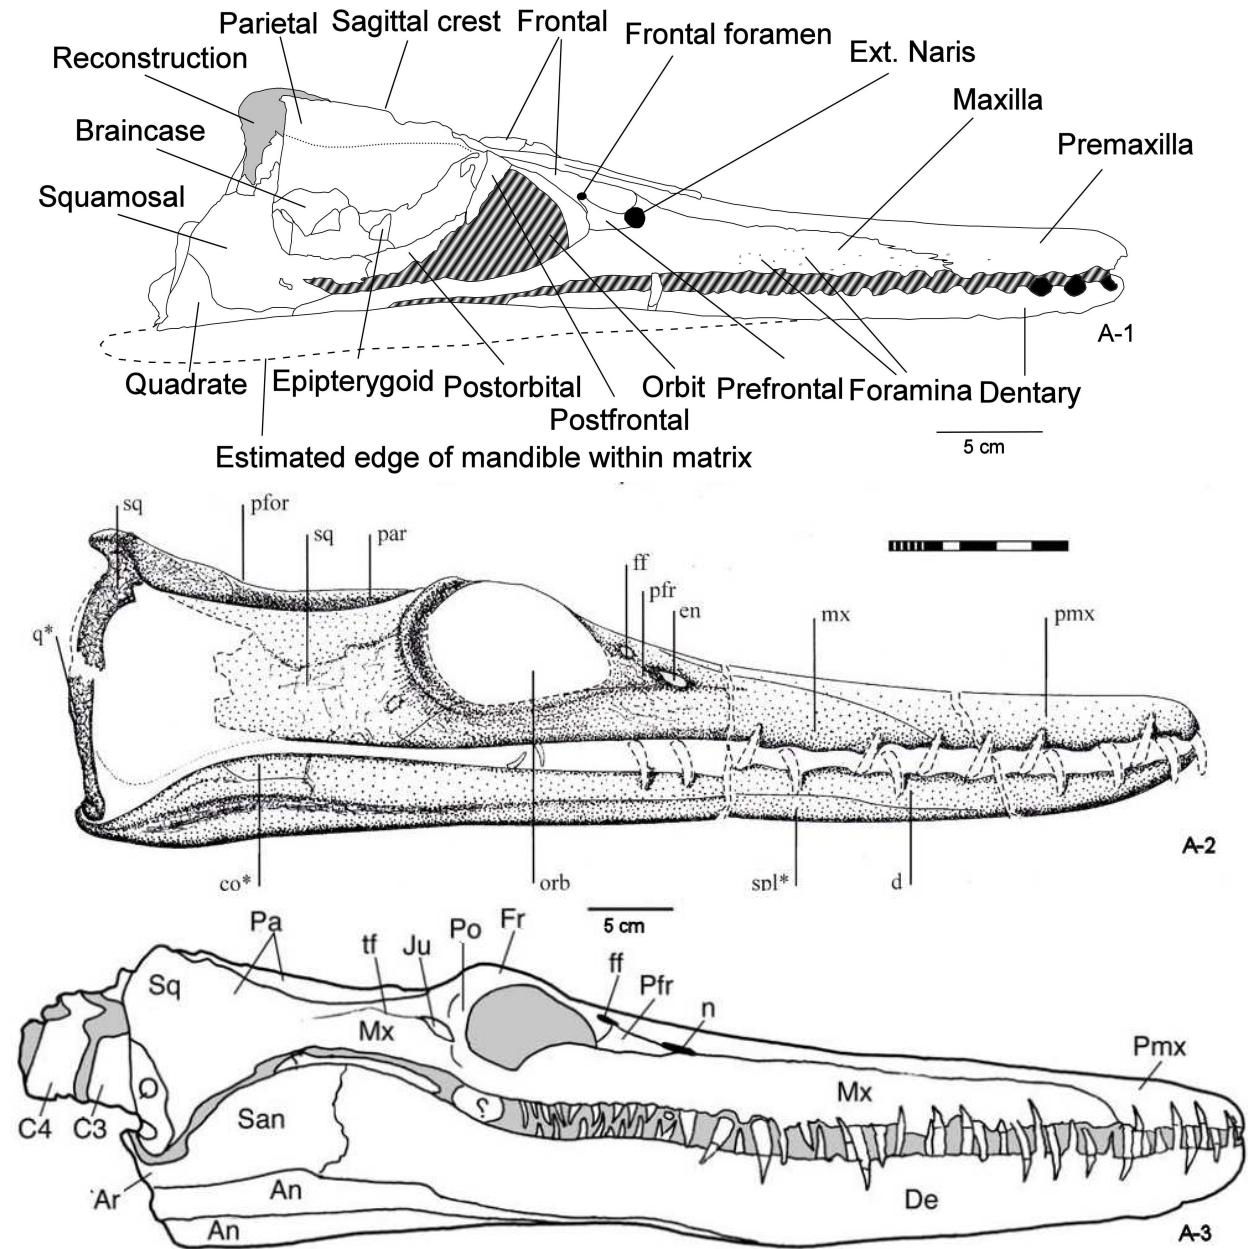 Parietal Sagittal crest Frontal
Frontal foramen
Reconstruction
Ext. Naris
Maxilla
Braincase
Premaxilla
Squamosal
A-1
Quadrate Epipterygoid Postorbital Orbit Prefrontal Foramina Dentary
Postfrontal
5 cm
Estimated edge of mandible within matrix
sq pfor
sq par
ff
pfr
en
mx pmx
q*
A-2
co* orb spl* d
5 cm
Pa Po Fr
tf Ju
ff
Pfr
n
Sq
Mx
Pmx
Q
Mx
C4 C3 San
?
Ar An De
An
A-3